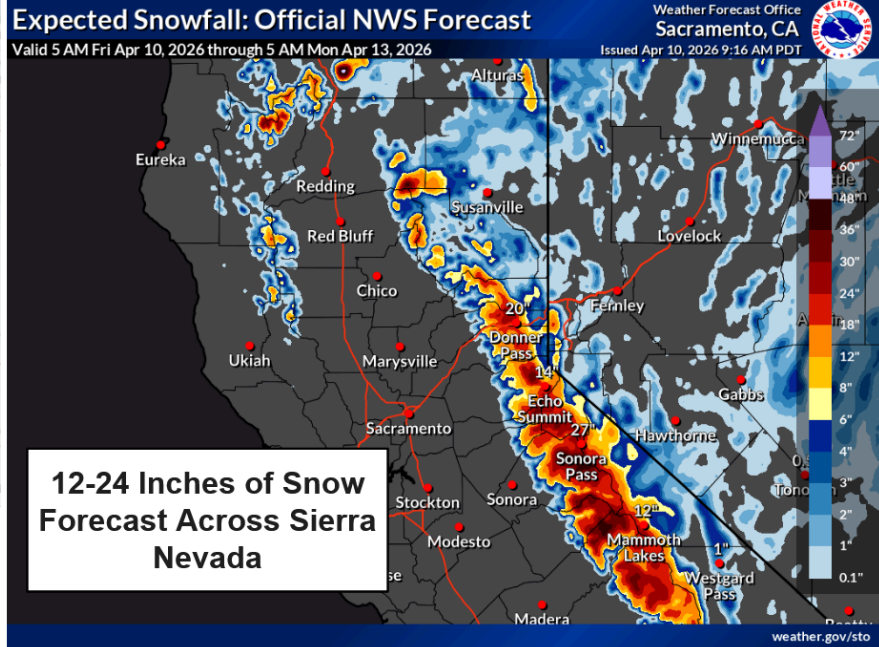 Expected Snowfall: Official NWS Forecast
Valid 5 AM Fri Apr 10, 2026 through 5 AM Mon Apr 13, 2026
Weather Forecast Office
Sacramento, CA
Issued Apr 10, 2026 9:16 AM PDT
NATIONAL WEATHER SERVICE
Alturas
Winnemucca
Eureka
Redding
Susanville
Red Bluff
Lovelock
Chico
Fernley
20"
Donner
Pass
Ukiah
Marysville
14"
Echo
Summit
Gabbs
Sacramento
27"
Hawthorne
Sonora
Pass
Stockton
Sonora
12"
Modesto
Mammoth
Lakes
1"
Westgard
Pass
Madera
72"
60"
48"
36"
30"
24"
18"
12"
8"
6"
4"
3"
2"
1"
0.1"
12-24 Inches of Snow
Forecast Across Sierra
Nevada
weather.gov/sto